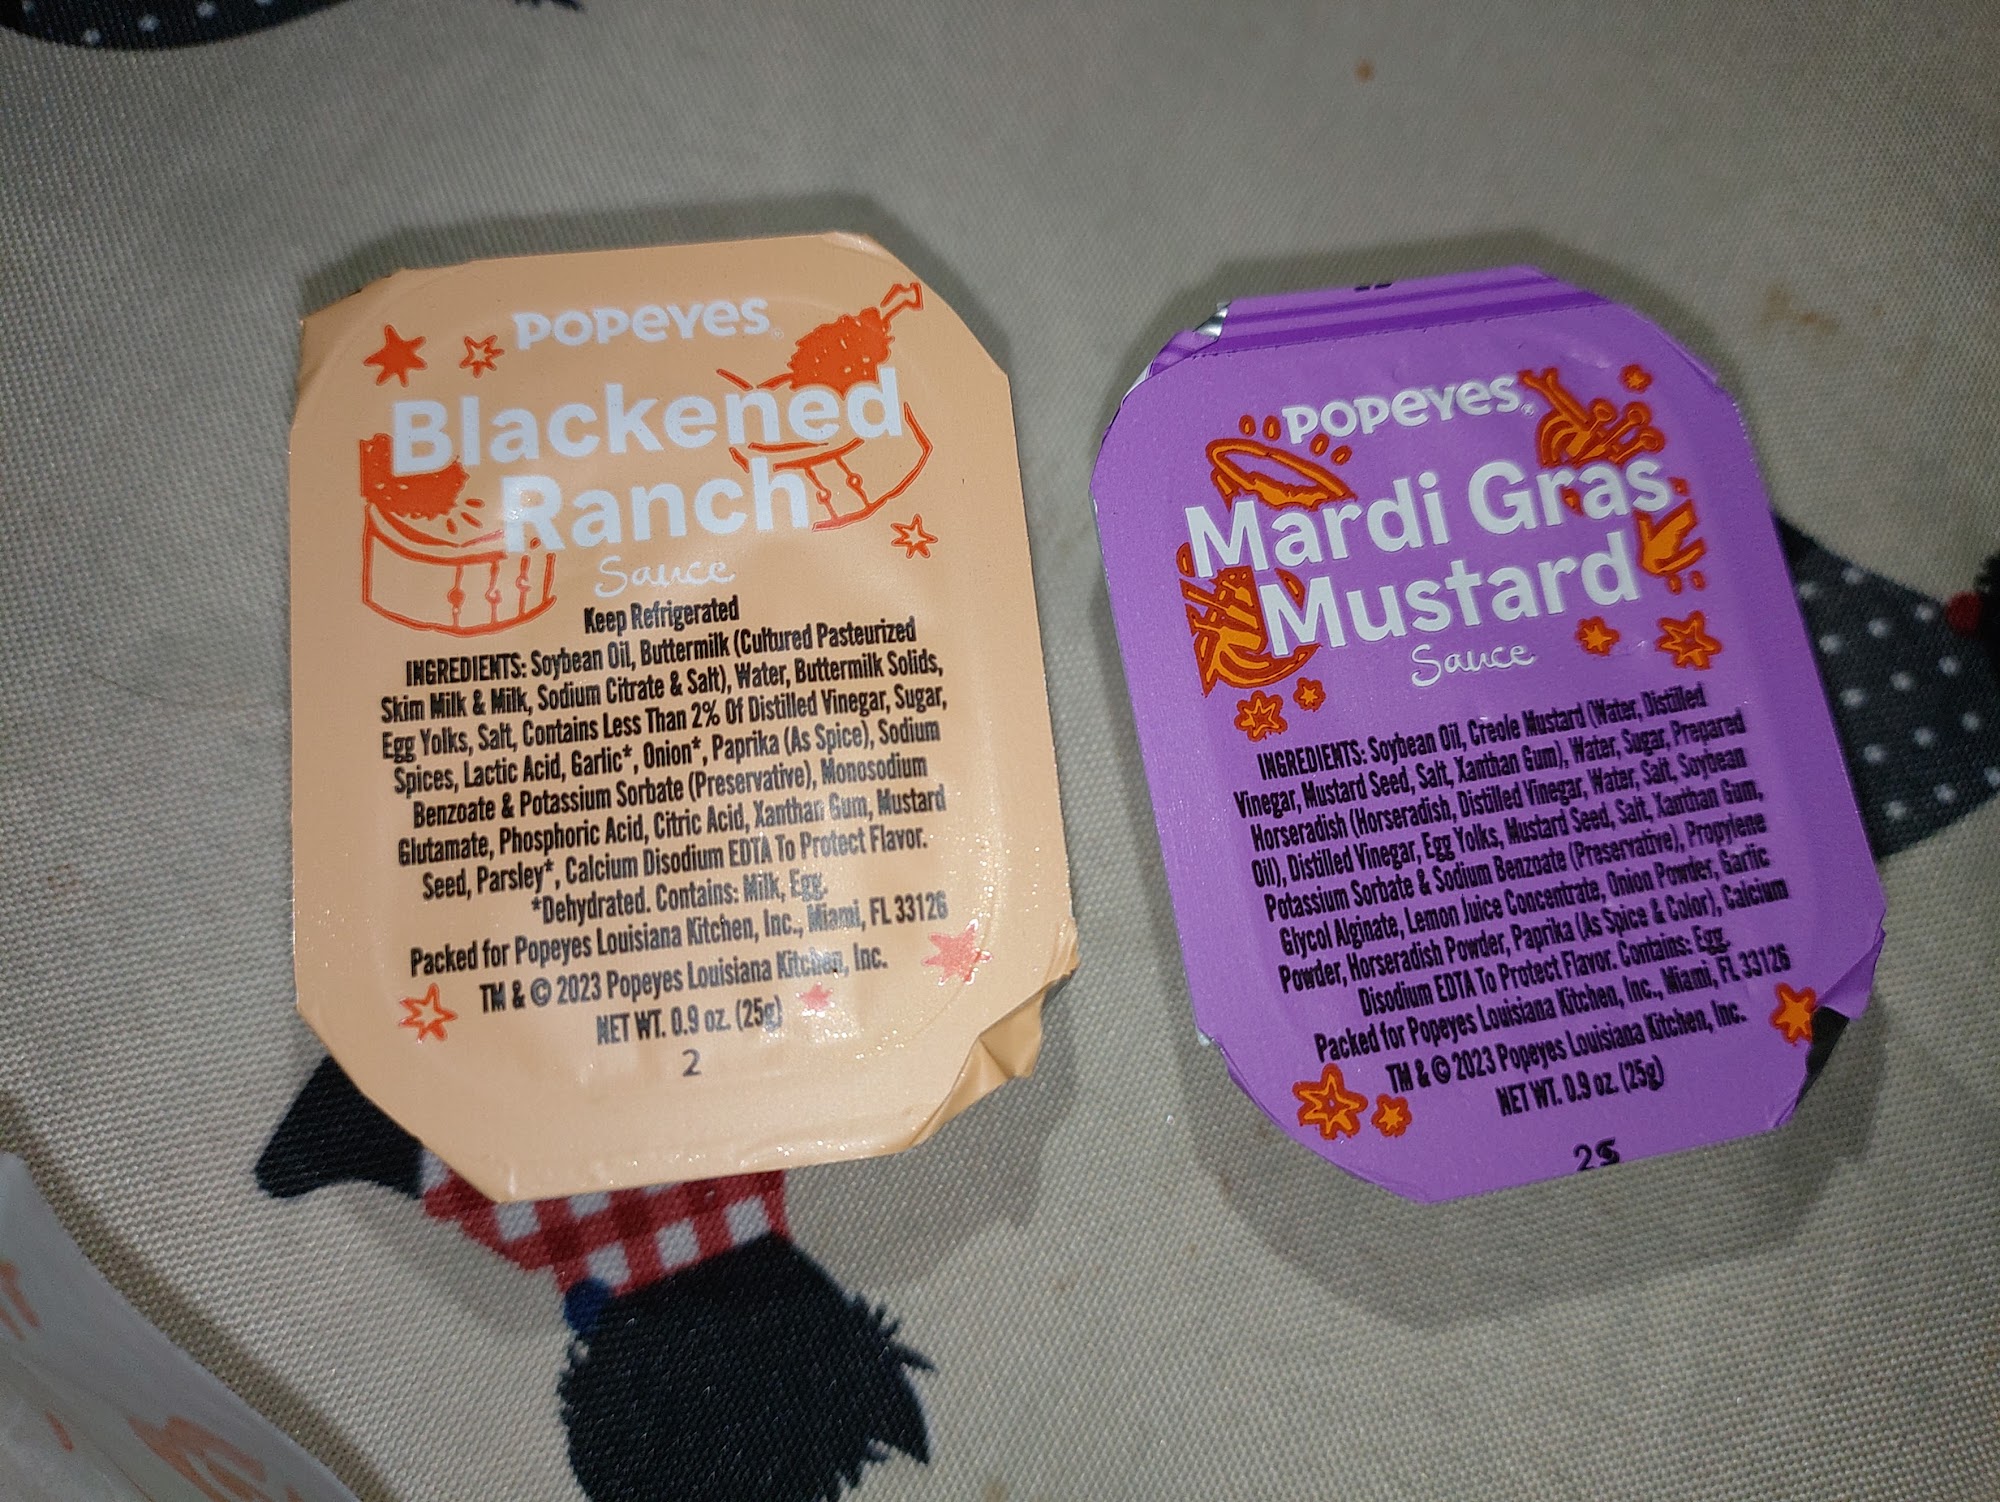 POPEYES
Blackened
Ranch
Sauce
Keep Refrigerated
INGREDIENTS: Soybean Oil, Buttermilk (Cultured Pasteurized
Skim Milk & Milk, Sodium Citrate & Salt), Water, Buttermilk Solids,
Egg Yolks, Salt, Contains Less Than 2% Of Distilled Vinegar, Sugar,
Spices, Lactic Acid, Garlic*, Onion*, Paprika (As Spice), Sodium
Benzoate & Potassium Sorbate (Preservative), Monosodium
Glutamate, Phosphoric Acid, Citric Acid, Xanthan Gum, Mustard
Seed, Parsley*, Calcium Disodium EDTA To Protect Flavor.
*Dehydrated. Contains: Milk, Egg.
Packed for Popeyes Louisiana Kitchen, Inc., Miami, FL 33126
TM & © 2023 Popeyes Louisiana Kitchen, Inc.
NET WT. 0.9 oz. (25g)
2
POPEYES
Mardi Gras
Mustard
Sauce
INGREDIENTS: Soybean Oil, Creole Mustard (Water, Distilled
Vinegar, Mustard Seed, Salt, Xanthan Gum), Water, Sugar, Prepared
Horseradish (Horseradish, Distilled Vinegar, Water, Salt, Soybean
Oil), Distilled Vinegar, Egg Yolks, Mustard Seed, Salt, Xanthan Gum,
Potassium Sorbate & Sodium Benzoate (Preservative), Propylene
Glycol Alginate, Lemon Juice Concentrate, Onion Powder, Garlic
Powder, Horseradish Powder, Paprika (As Spice & Color), Calcium
Disodium EDTA To Protect Flavor. Contains: Egg.
Packed for Popeyes Louisiana Kitchen, Inc., Miami, FL 33126
TM & © 2023 Popeyes Louisiana Kitchen, Inc.
NET WT. 0.9 oz. (25g)